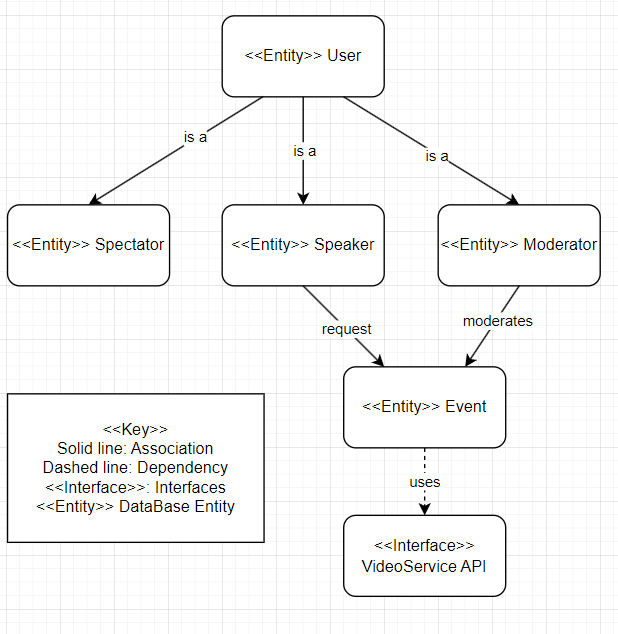 <<Entity>> User
is a
is a
is a
<<Entity>> Spectator
<<Entity>> Speaker
<<Entity>> Moderator
request
moderates
<<Entity>> Event
<<Key>>
Solid line: Association
Dashed line: Dependency
<<Interface>>: Interfaces
<<Entity>> DataBase Entity
uses
<<Interface>>
VideoService API